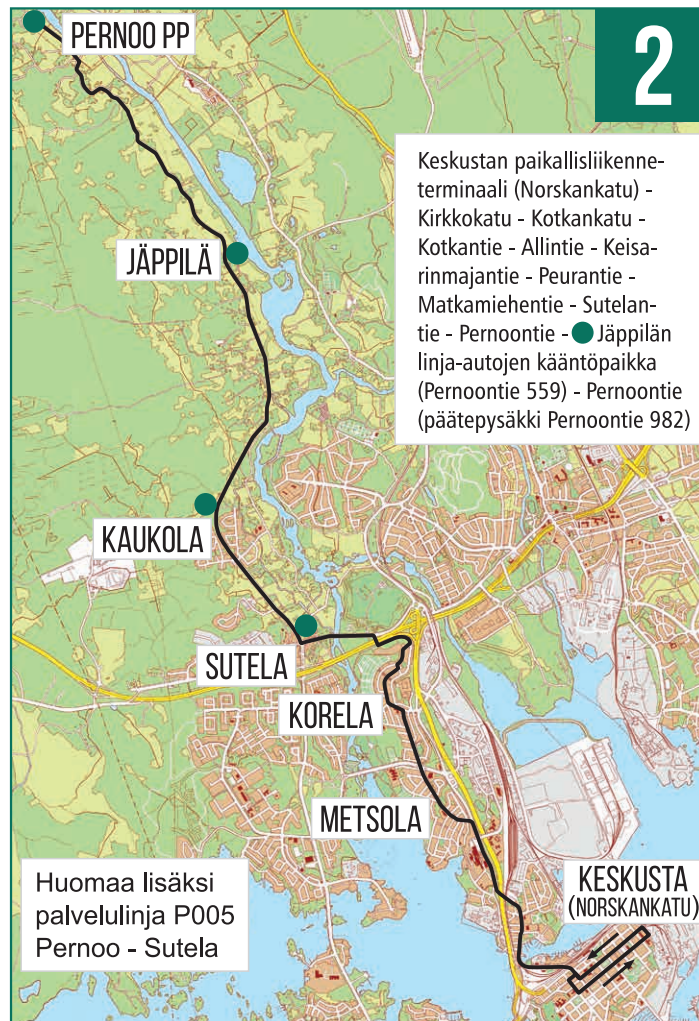 PERNOO PP
2
Keskustan paikallisliikenne-
terminaali (Norskankatu) -
Kirkkokatu - Kotkankatu -
Kotkantie - Allintie - Keisa-
rinmajantie - Peurantie -
Matkamiehentie - Sutelan-
tie - Pernoontie - Jäppilän
linja-autojen kääntöpaikka
(Pernoontie 559) - Pernoontie
(päätepysäkki Pernoontie 982)
JÄPPILÄ
KAUKOLA
SUTELA
KORELA
METSOLA
KESKUSTA
(NORSKANKATU)
Huomaa lisäksi
palvelulinja P005
Pernoo - Sutela